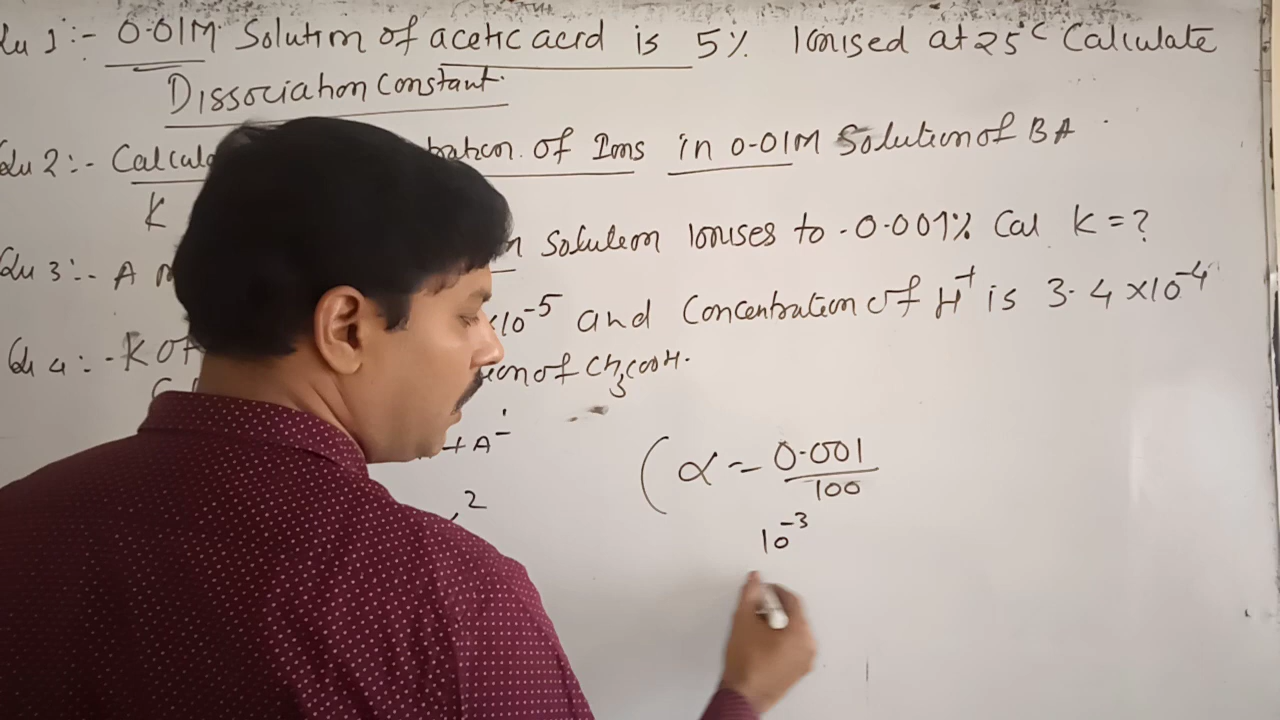 Qu 1:- 0.01M Solution of acetic acid is 5% Ionised at 25°C Calculate
Dissociation Constant.
Qu 2:- of Ions in 0.01M Solution of BA
K
Qu 3:- A Solution Ionises to 0.001% Cal K = ?
Qu 4:- K of ×10⁻⁵ and Concentration of H⁺ is 3.4×10⁻⁴
of CH₃COOH.
+ A⁻
2
(α = 0.001/100
10⁻³